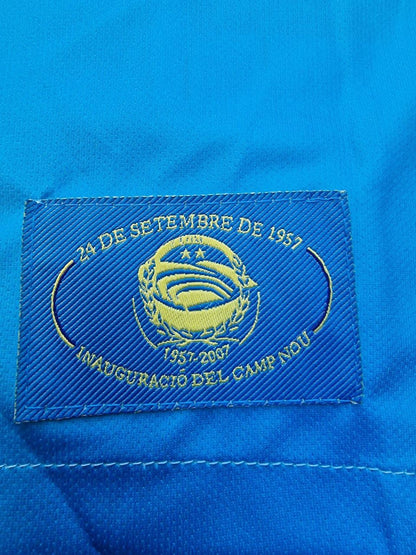 24 DE SETEMBRE DE 1957
1957-2007
INAUGURACIÓ DEL CAMP NOU